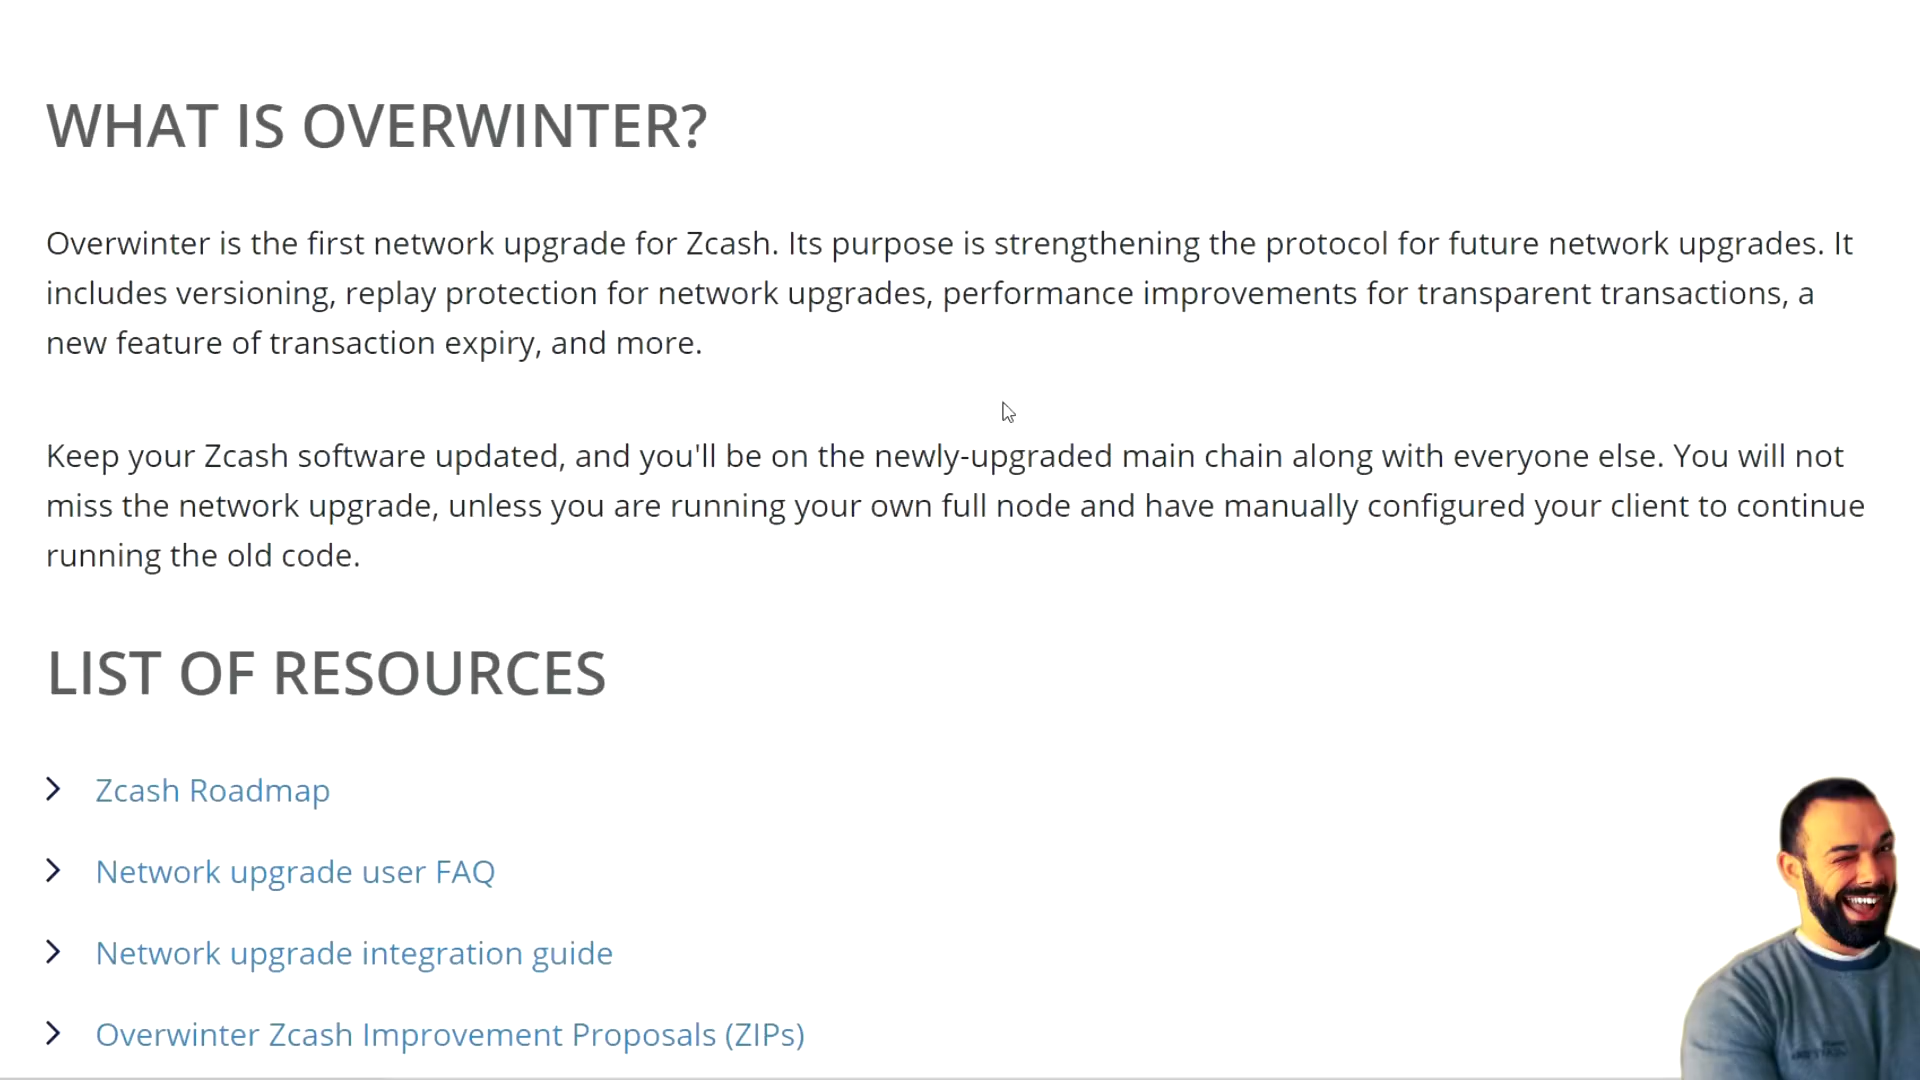 WHAT IS OVERWINTER?
Overwinter is the first network upgrade for Zcash. Its purpose is strengthening the protocol for future network upgrades. It
includes versioning, replay protection for network upgrades, performance improvements for transparent transactions, a
new feature of transaction expiry, and more.
Keep your Zcash software updated, and you'll be on the newly-upgraded main chain along with everyone else. You will not
miss the network upgrade, unless you are running your own full node and have manually configured your client to continue
running the old code.
LIST OF RESOURCES
Zcash Roadmap
Network upgrade user FAQ
Network upgrade integration guide
Overwinter Zcash Improvement Proposals (ZIPs)